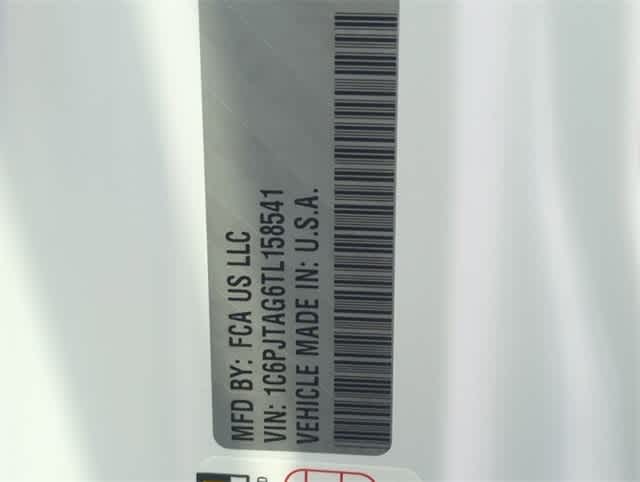 MFD BY: FCA US LLC
VIN: 1C6PJTAG6TL158541
VEHICLE MADE IN: U.S.A.